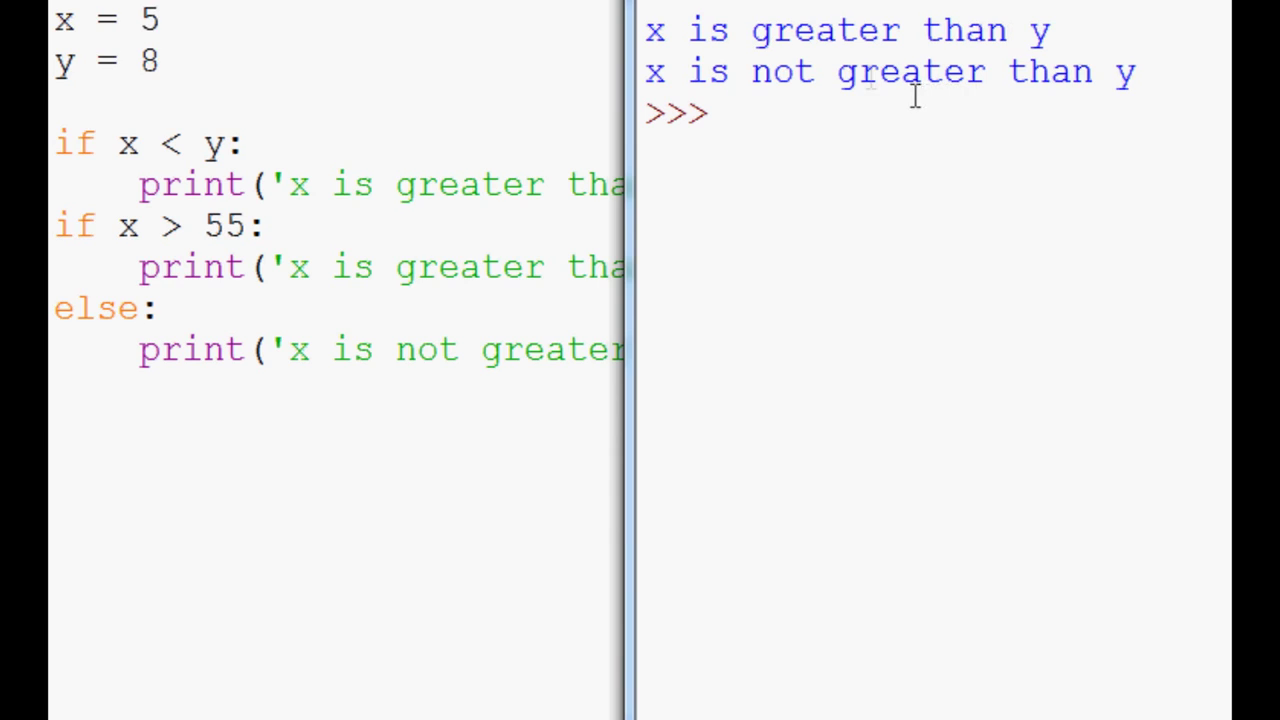 x = 5
y = 8
if x < y:
print('x is greater tha
if x > 55:
print('x is greater tha
else:
print('x is not greater
x is greater than y
x is not greater than y
>>>